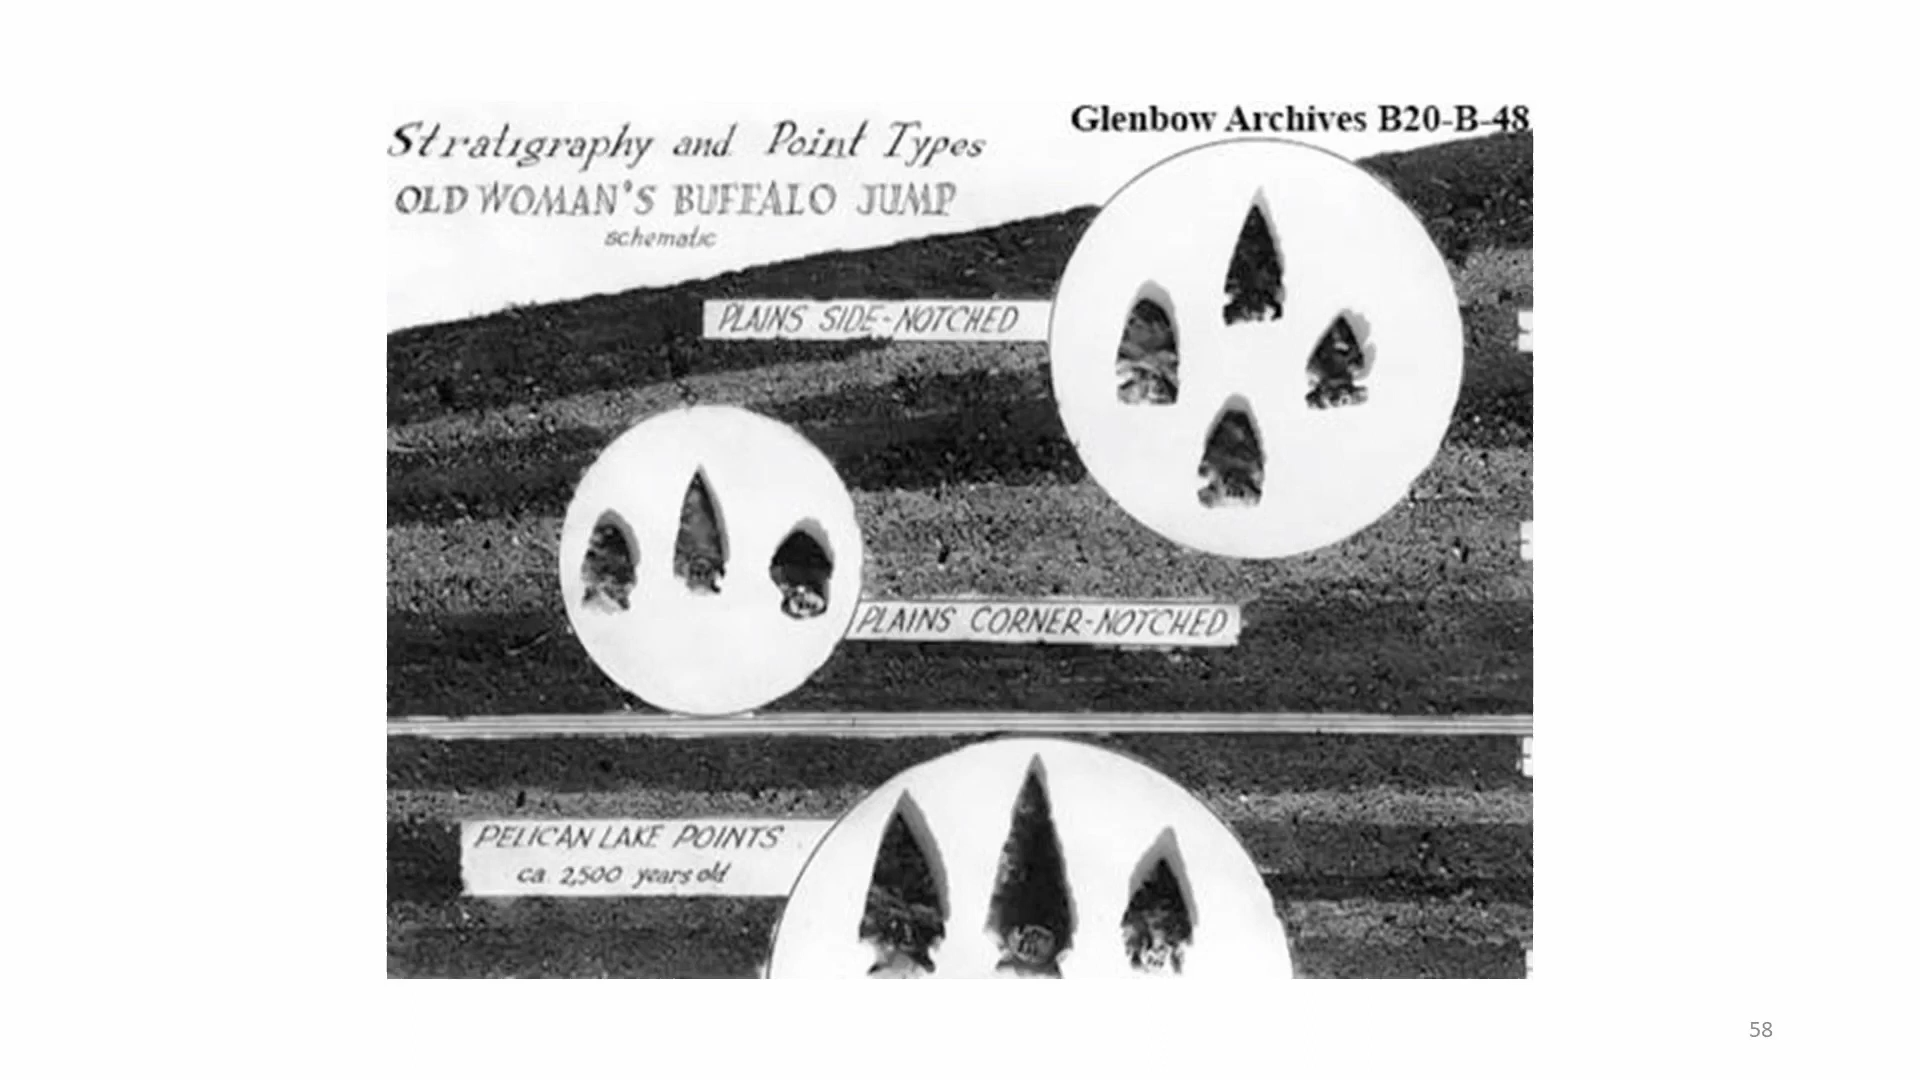 Glenbow Archives B20-B-48
Stratigraphy and Point Types
OLD WOMAN'S BUFFALO JUMP
schematic
PLAINS SIDE-NOTCHED
PLAINS CORNER-NOTCHED
PELICAN LAKE POINTS
ca. 2,500 years old
58